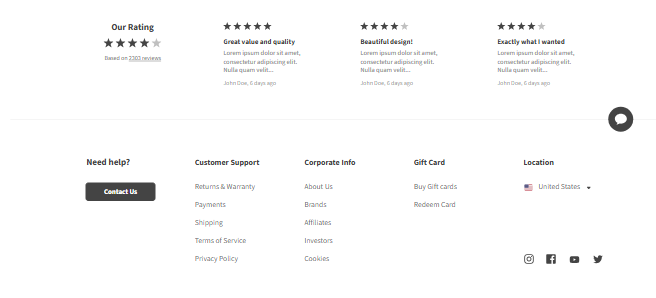 Our Rating
Based on 2303 reviews
Great value and quality
Lorem ipsum dolor sit amet,
consectetur adipiscing elit.
Nulla quam velit...
John Doe, 6 days ago
Beautiful design!
Lorem ipsum dolor sit amet,
consectetur adipiscing elit.
Nulla quam velit...
John Doe, 6 days ago
Exactly what I wanted
Lorem ipsum dolor sit amet,
consectetur adipiscing elit.
Nulla quam velit...
John Doe, 6 days ago
Need help?
Contact Us
Customer Support
Returns & Warranty
Payments
Shipping
Terms of Service
Privacy Policy
Corporate Info
About Us
Brands
Affiliates
Investors
Cookies
Gift Card
Buy Gift cards
Redeem Card
Location
United States